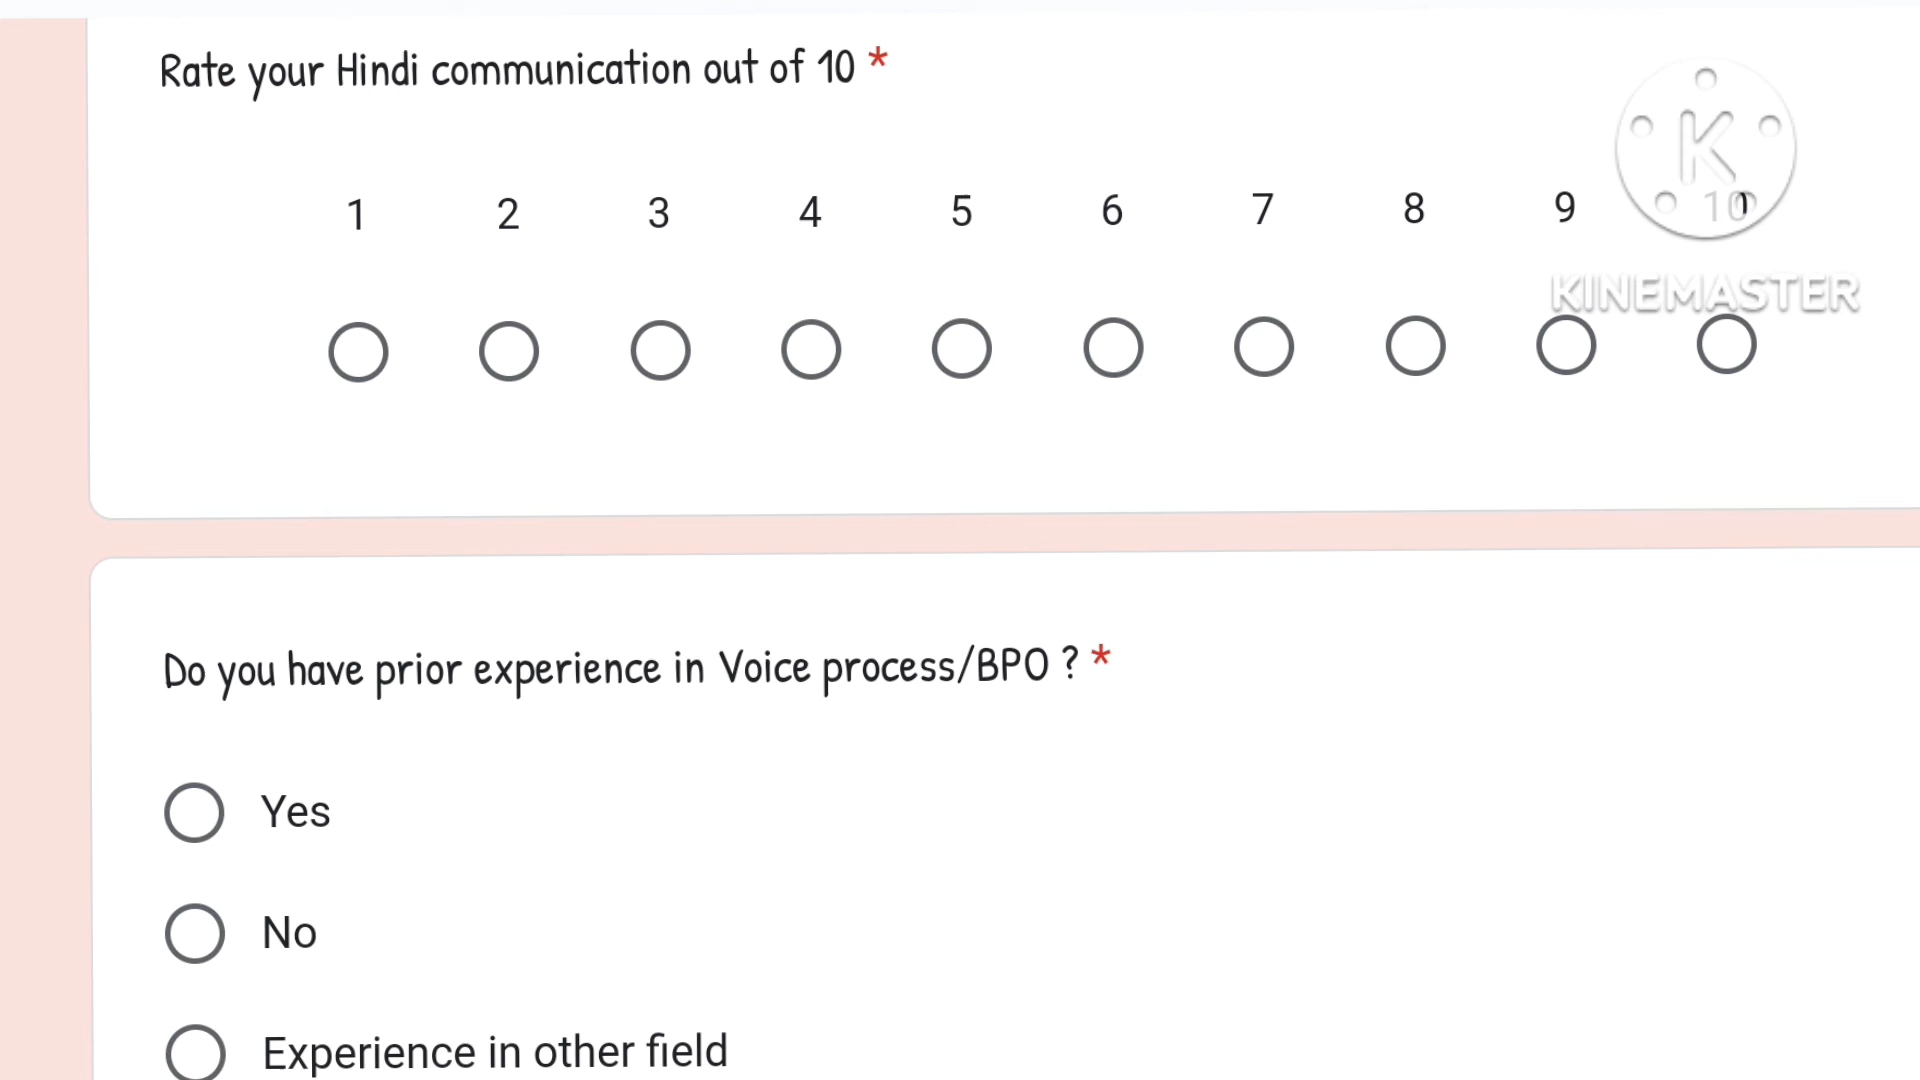 Rate your Hindi communication out of 10 *
1 2 3 4 5 6 7 8 9 10
K
KINEMASTER
Do you have prior experience in Voice process/BPO ? *
Yes
No
Experience in other field